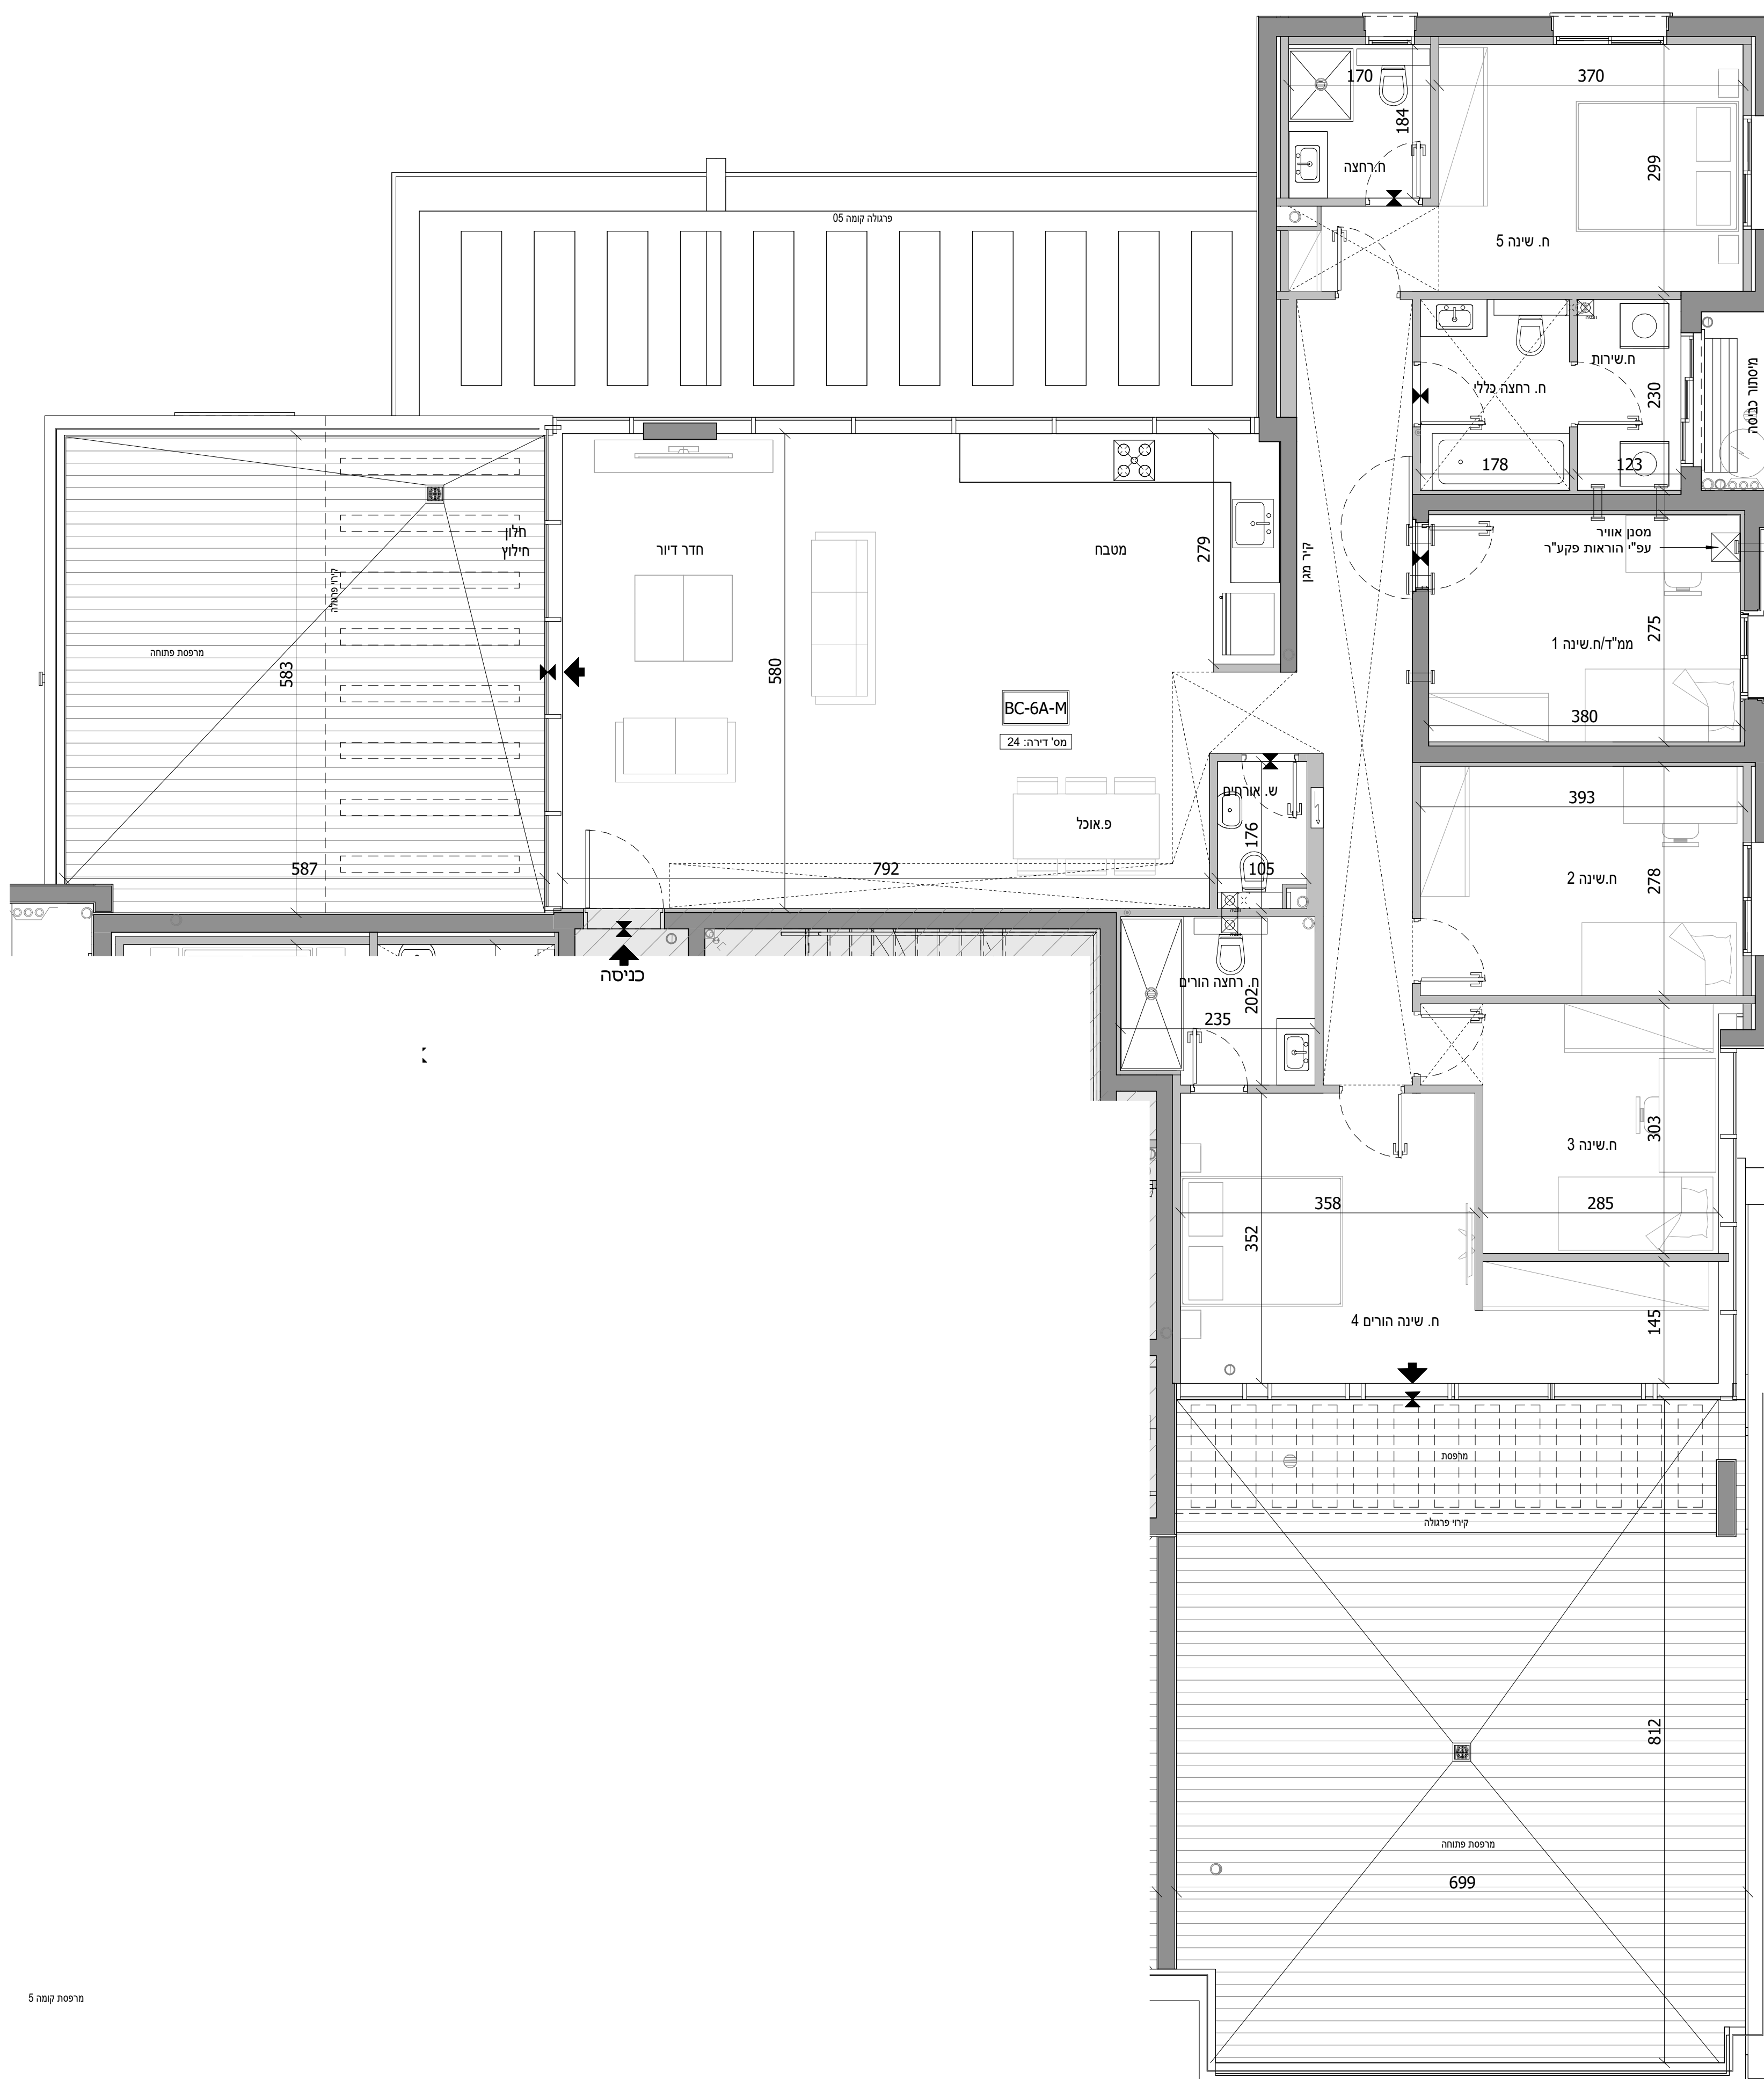 170
370
184
299
ח.רחצה
ח. שינה 5
פרגולה קומה 05
ח.שירות
ח. רחצה כללי
230
מיסתור כביסה
178
123
583
חלון
חילוץ
קירוי פרגולה
מרפסת פתוחה
587
חדר דיור
580
מטבח
279
קיר מגן
מסנן אוויר
עפ"י הוראות פקע"ר
275
ממ"ד/ח.שינה 1
380
BC-6A-M
מס' דירה: 24
פ.אוכל
792
ש. אורחים
176
105
393
ח.שינה 2
278
כניסה
ח. רחצה הורים
202
235
303
ח.שינה 3
358
285
352
145
ח. שינה הורים 4
מרפסת
קירוי פרגולה
812
מרפסת פתוחה
699
מרפסת קומה 5